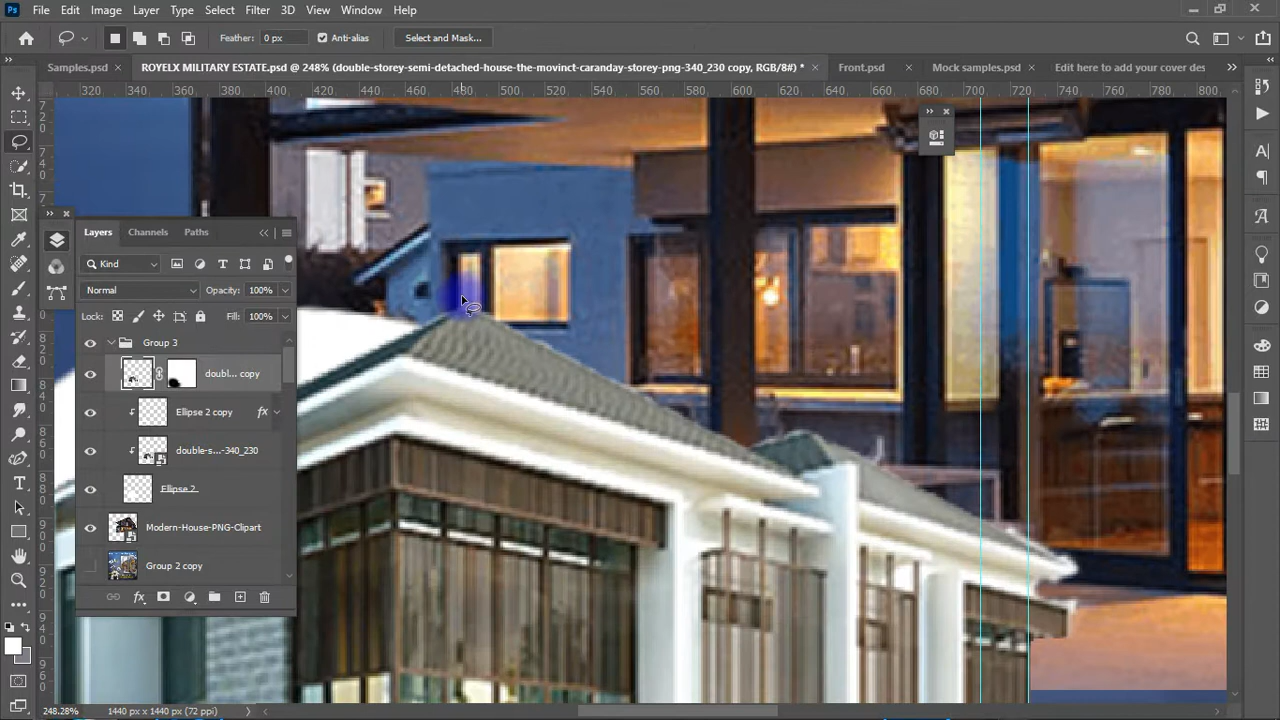 Ps File Edit Image Layer Type Select Filter 3D View Window Help
Feather: 0 px Anti-alias Select and Mask...
Samples.psd ROYELX MILITARY ESTATE.psd @ 248% (double-storey-semi-detached-house-the-movinct-caranday-storey-png-340_230 copy, RGB/8#) * Front.psd Mock samples.psd Edit here to add your cover des
320 340 360 380 400 420 440 460 480 500 520 540 560 580 600 620 640 660 680 700 720 740 760 780 800
Layers Channels Paths
Kind
Normal Opacity: 100%
Lock: Fill: 100%
Group 3
doubl... copy
Ellipse 2 copy fx
double-s...-340_230
Ellipse 2
Modern-House-PNG-Clipart
Group 2 copy
fx
248.28% 1440 px x 1440 px (72 ppi)